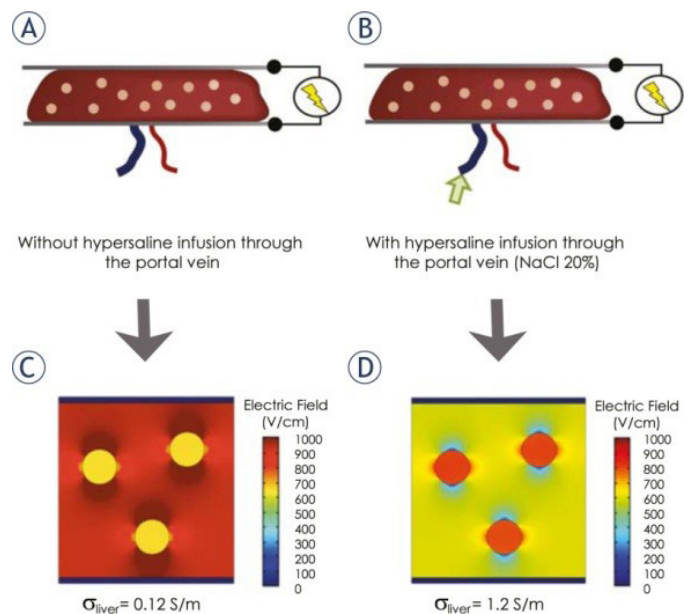 A
B
Without hypersaline infusion through
the portal vein
With hypersaline infusion through
the portal vein (NaCl 20%)
C
D
Electric Field
(V/cm)
1000
900
800
700
600
500
400
300
200
100
0
Electric Field
(V/cm)
1000
900
800
700
600
500
400
300
200
100
0
σliver= 0.12 S/m
σliver= 1.2 S/m